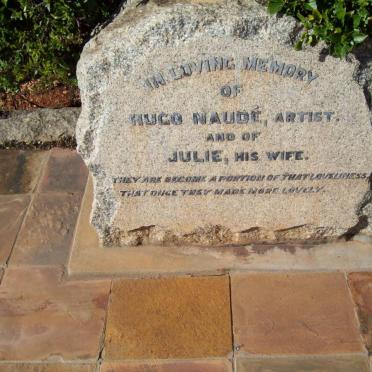 IN LOVING MEMORY
OF
HUGO NAUDÉ, ARTIST.
AND OF
JULIE, HIS WIFE.
THEY ARE BECOME A PORTION OF THAT LOVELINESS,
THAT ONCE THEY MADE MORE LOVELY.